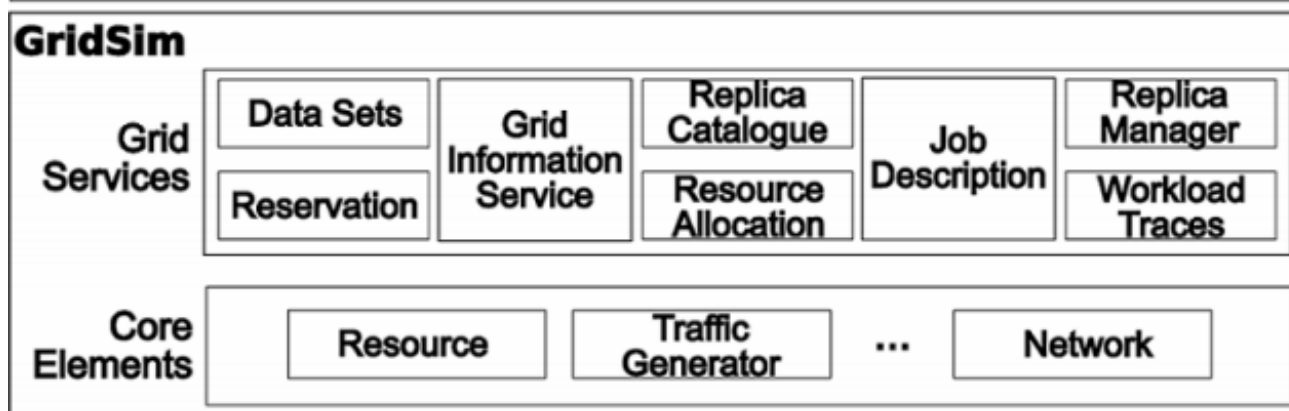 GridSim
Grid
Services
Data Sets
Reservation
Grid
Information
Service
Replica
Catalogue
Resource
Allocation
Job
Description
Replica
Manager
Workload
Traces
Core
Elements
Resource
Traffic
Generator
...
Network